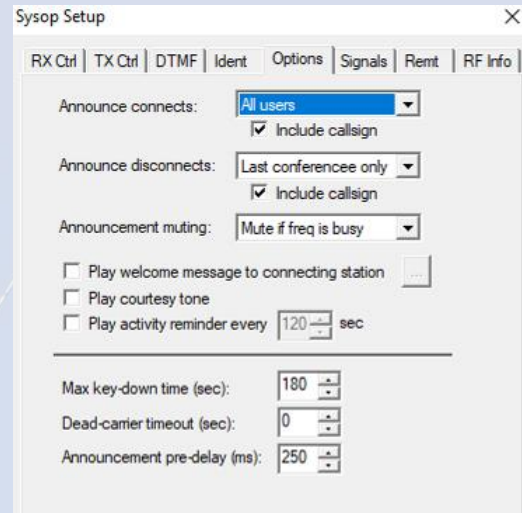 Sysop Setup
RX Ctrl TX Ctrl DTMF Ident Options Signals Remt RF Info
Announce connects: All users
Include callsign
Announce disconnects: Last conferencee only
Include callsign
Announcement muting: Mute if freq is busy
Play welcome message to connecting station ...
Play courtesy tone
Play activity reminder every 120 sec
Max key-down time (sec): 180
Dead-carrier timeout (sec): 0
Announcement pre-delay (ms): 250